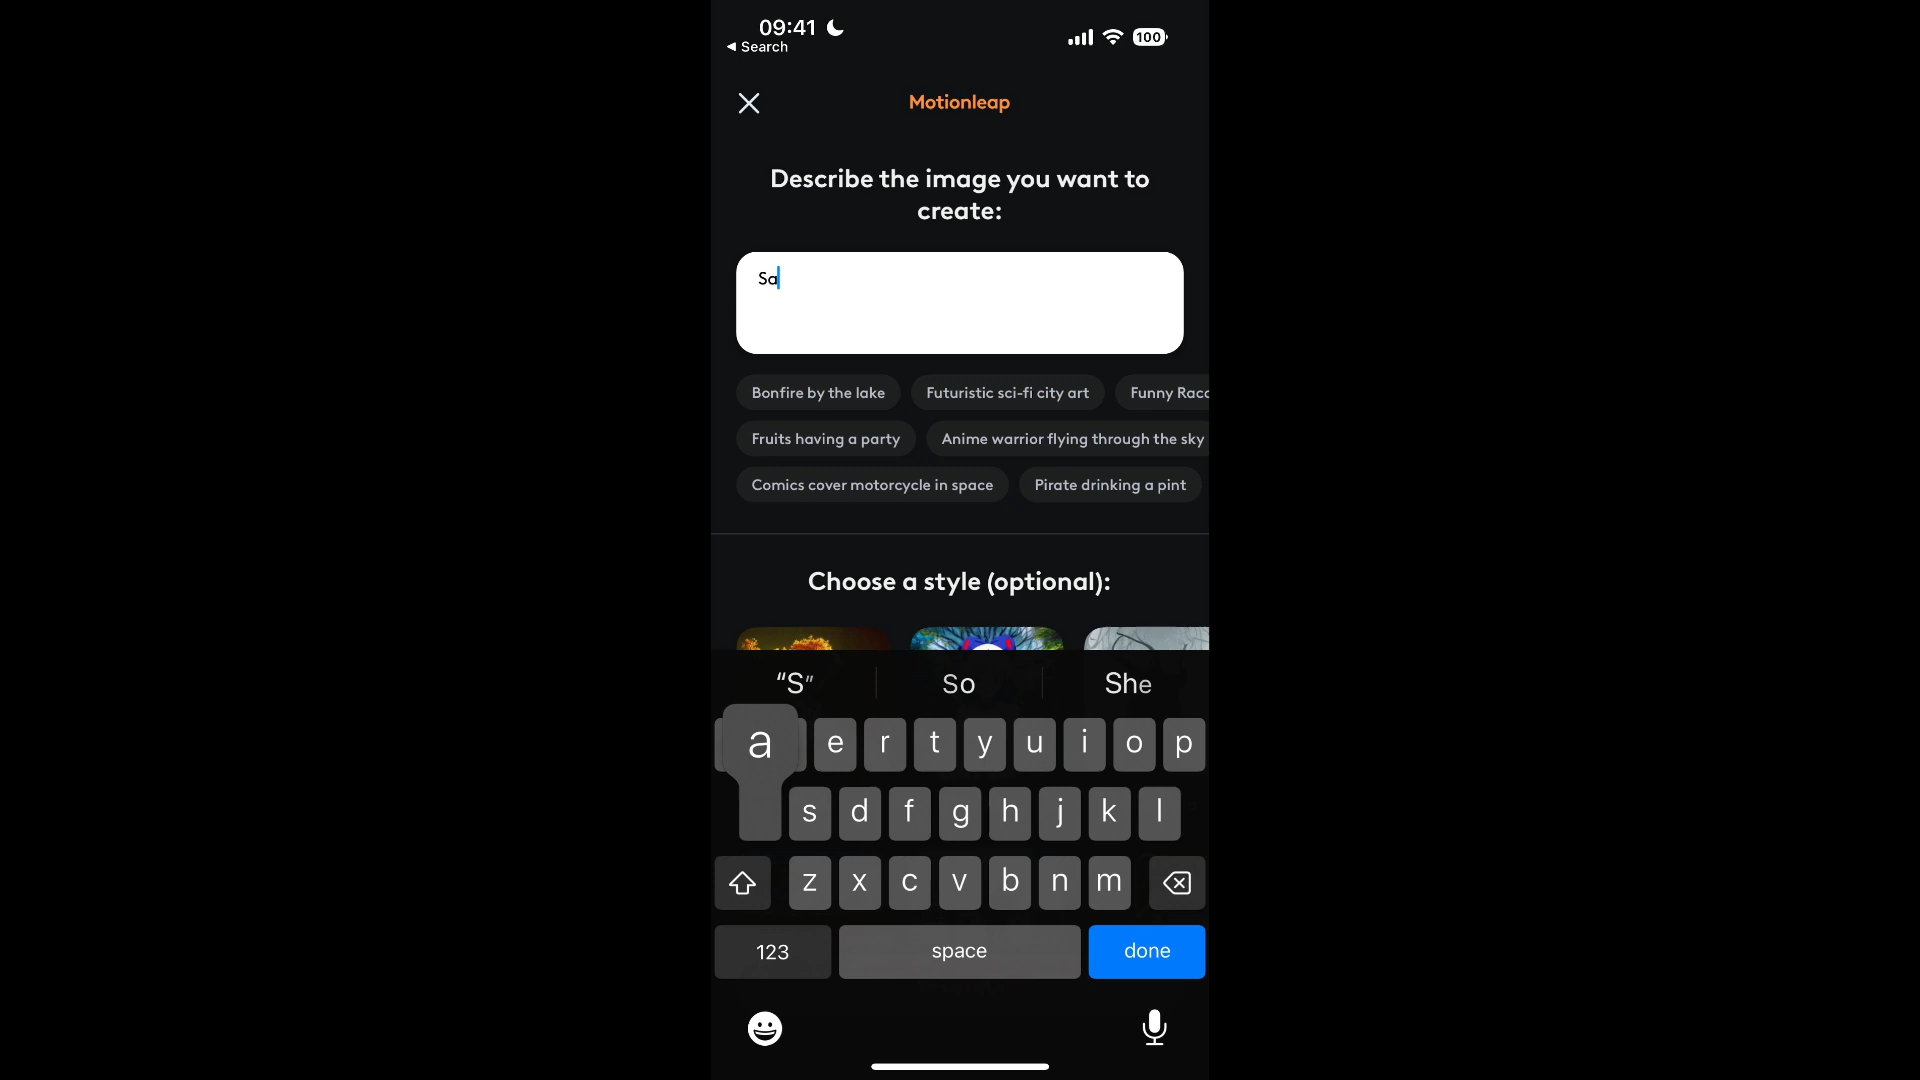 09:41
◀ Search
100
Motionleap
Describe the image you want to
create:
Sa
Bonfire by the lake
Futuristic sci-fi city art
Funny Racc
Fruits having a party
Anime warrior flying through the sky
Comics cover motorcycle in space
Pirate drinking a pint
Choose a style (optional):
“S”
So
She
a e r t y u i o p
s d f g h j k l
z x c v b n m
123
space
done